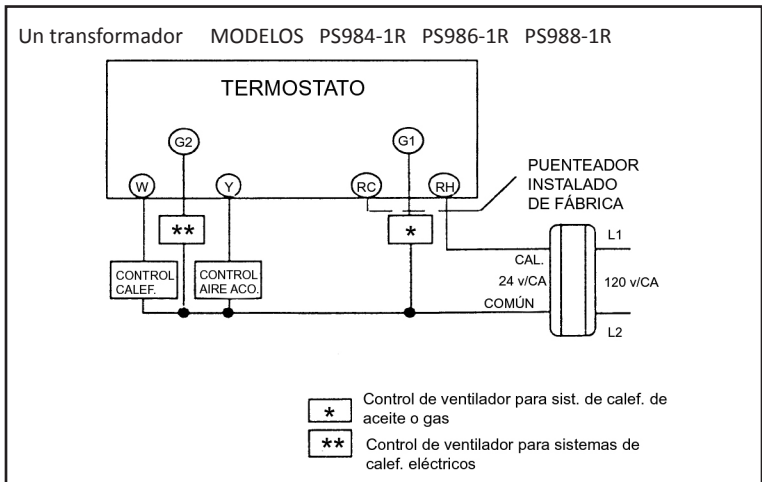 Un transformador MODELOS PS984-1R PS986-1R PS988-1R
TERMOSTATO
G2
G1
W
Y
RC
RH
PUENTEADOR
INSTALADO
DE FÁBRICA
**
*
CONTROL
CALEF.
CONTROL
AIRE ACO.
CAL.
24 v/CA
COMÚN
L1
120 v/CA
L2
* Control de ventilador para sist. de calef. de
aceite o gas
** Control de ventilador para sistemas de
calef. eléctricos